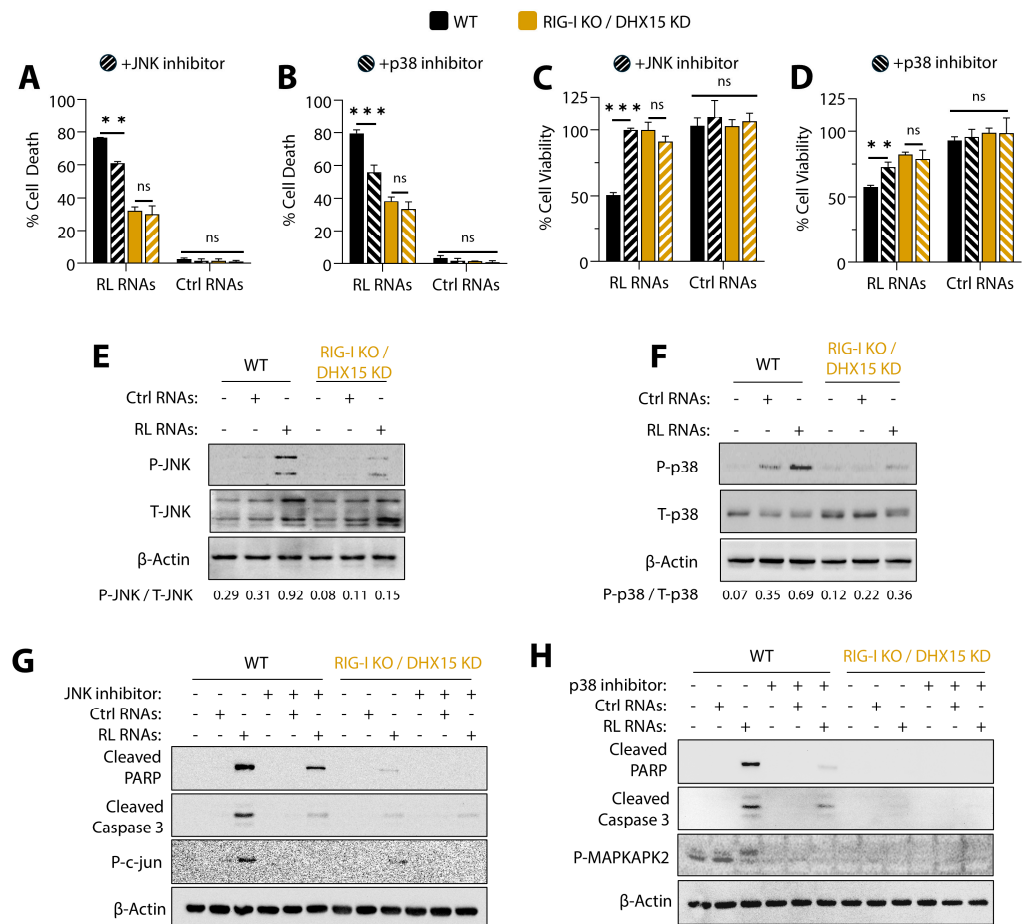 WT RIG-I KO / DHX15 KD
A +JNK inhibitor
% Cell Death
100
80
60
40
20
0
* *
ns
ns
RL RNAs Ctrl RNAs
B +p38 inhibitor
% Cell Death
100
80
60
40
20
0
* * *
ns
ns
RL RNAs Ctrl RNAs
C +JNK inhibitor
% Cell Viability
125
100
75
50
25
0
* * *
ns
ns
RL RNAs Ctrl RNAs
D +p38 inhibitor
% Cell Viability
125
100
75
50
25
0
* *
ns
ns
RL RNAs Ctrl RNAs
E
WT RIG-I KO /
DHX15 KD
Ctrl RNAs: - + - - + -
RL RNAs: - - + - - +
P-JNK
T-JNK
β-Actin
P-JNK / T-JNK 0.29 0.31 0.92 0.08 0.11 0.15
F
WT RIG-I KO /
DHX15 KD
Ctrl RNAs: - + - - + -
RL RNAs: - - + - - +
P-p38
T-p38
β-Actin
P-p38 / T-p38 0.07 0.35 0.69 0.12 0.22 0.36
G
WT RIG-I KO / DHX15 KD
JNK inhibitor: - - - + + + - - - + + +
Ctrl RNAs: - + - - + - - + - - + -
RL RNAs: - - + - - + - - + - - +
Cleaved
PARP
Cleaved
Caspase 3
P-c-jun
β-Actin
H
WT RIG-I KO / DHX15 KD
p38 inhibitor: - - - + + + - - - + + +
Ctrl RNAs: - + - - + - - + - - + -
RL RNAs: - - + - - + - - + - - +
Cleaved
PARP
Cleaved
Caspase 3
P-MAPKAPK2
β-Actin